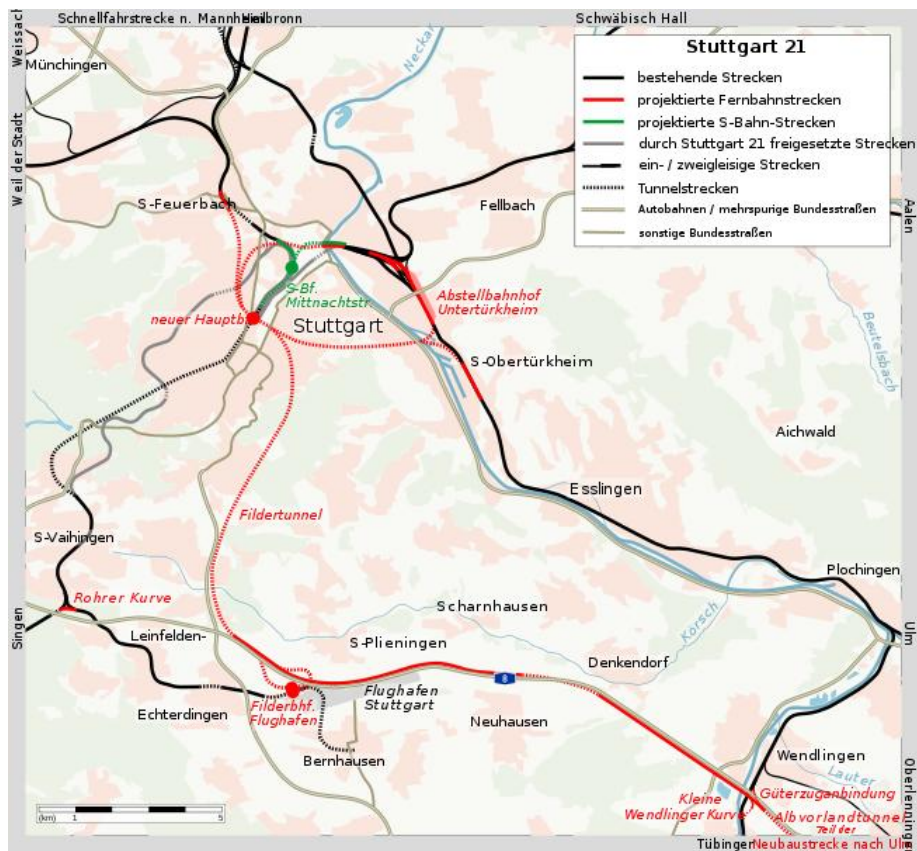 Schnellfahrstrecke n. Mannheim
Heilbronn
Schwäbisch Hall
Weissach
Münchingen
Neckar
Stuttgart 21
bestehende Strecken
projektierte Fernbahnstrecken
projektierte S-Bahn-Strecken
durch Stuttgart 21 freigesetzte Strecken
ein- / zweigleisige Strecken
Tunnelstrecken
Autobahnen / mehrspurige Bundesstraßen
sonstige Bundesstraßen
Weil der Stadt
S-Feuerbach
Fellbach
Aalen
S-Bf.
Mittnachtstr.
Abstellbahnhof
Untertürkheim
neuer Hauptbf.
Stuttgart
S-Obertürkheim
Beutelsbach
Aichwald
Esslingen
Fildertunnel
S-Vaihingen
Plochingen
Rohrer Kurve
Scharnhausen
Körsch
Singen
Leinfelden-
S-Plieningen
Ulm
Denkendorf
8
Flughafen
Stuttgart
Filderbhf.
Flughafen
Echterdingen
Neuhausen
Bernhausen
Wendlingen
Lauter
Oberlenningen
Kleine
Wendlinger Kurve
Güterzuganbindung
Albvorlandtunnel
Teil der
(km) 1 5
Tübingen
Neubaustrecke nach Ulm